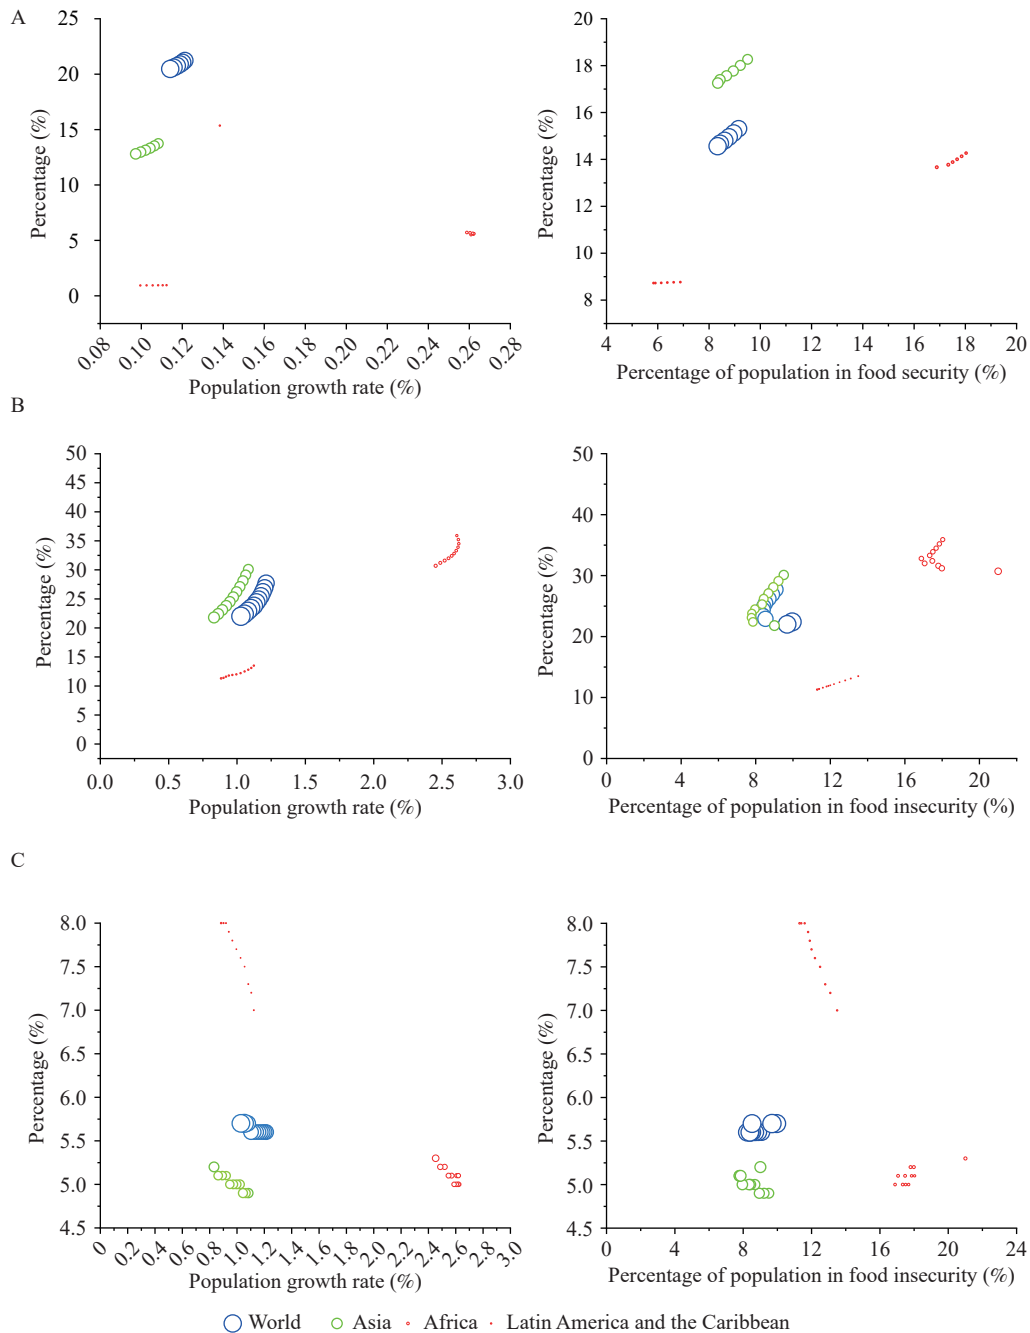 A
25
20
15
10
5
0
Percentage (%)
0.08 0.10 0.12 0.14 0.16 0.18 0.20 0.22 0.24 0.26 0.28
Population growth rate (%)
20
18
16
14
12
10
8
Percentage (%)
4 6 8 10 12 14 16 18 20
Percentage of population in food security (%)
B
50
45
40
35
30
25
20
15
10
5
0
Percentage (%)
0.0 0.5 1.0 1.5 2.0 2.5 3.0
Population growth rate (%)
50
40
30
20
10
0
Percentage (%)
0 4 8 12 16 20
Percentage of population in food insecurity (%)
C
8.0
7.5
7.0
6.5
6.0
5.5
5.0
4.5
Percentage (%)
0 0.2 0.4 0.6 0.8 1.0 1.2 1.4 1.6 1.8 2.0 2.2 2.4 2.6 2.8 3.0
Population growth rate (%)
8.0
7.5
7.0
6.5
6.0
5.5
5.0
4.5
Percentage (%)
0 4 8 12 16 20 24
Percentage of population in food insecurity (%)
World Asia Africa Latin America and the Caribbean